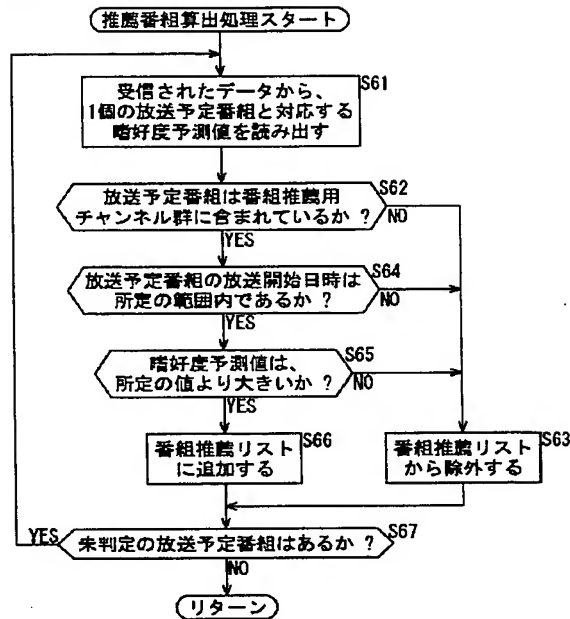 推薦番組算出処理スタート
S61
受信されたデータから、
1個の放送予定番組と対応する
嗜好度予測値を読み出す
S62
放送予定番組は番組推薦用
チャンネル群に含まれているか ?
NO
YES
S64
放送予定番組の放送開始日時は
所定の範囲内であるか ?
NO
YES
S65
嗜好度予測値は、
所定の値より大きいか ?
NO
YES
S66
番組推薦リスト
に追加する
S63
番組推薦リスト
から除外する
S67
YES
未判定の放送予定番組はあるか ?
NO
リターン